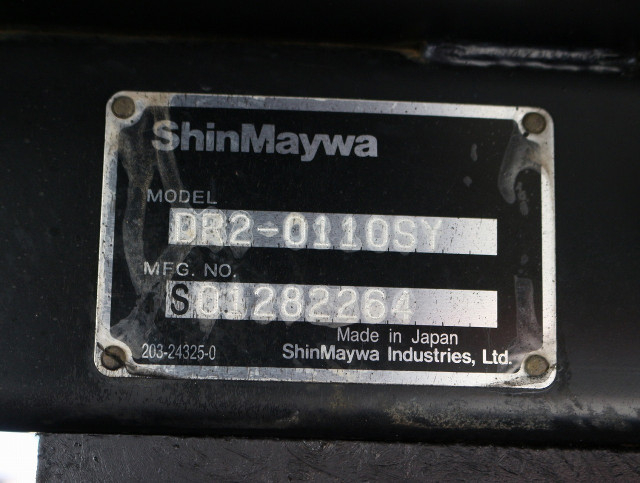 ShinMaywa
MODEL
DR2-0110SY
MFG. NO.
S01282264
Made in Japan
203-24325-0
ShinMaywa Industries, Ltd.